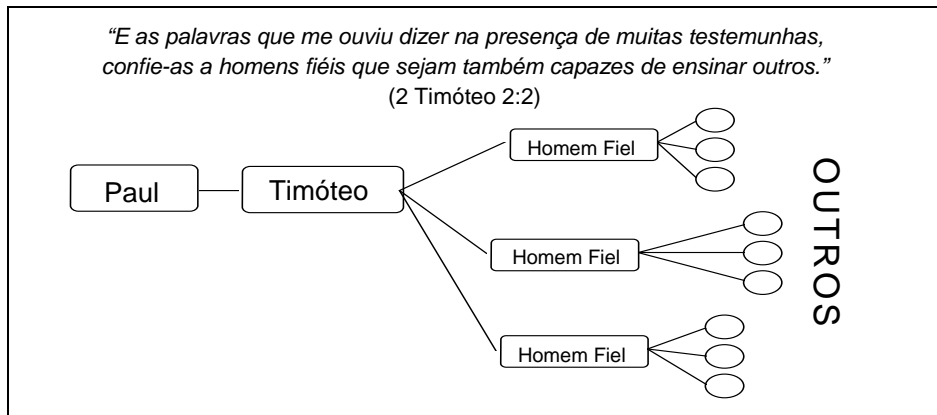 “E as palavras que me ouviu dizer na presença de muitas testemunhas,
confie-as a homens fiéis que sejam também capazes de ensinar outros.”
(2 Timóteo 2:2)
Homem Fiel
Paul
Timóteo
Homem Fiel
Homem Fiel
OUTROS